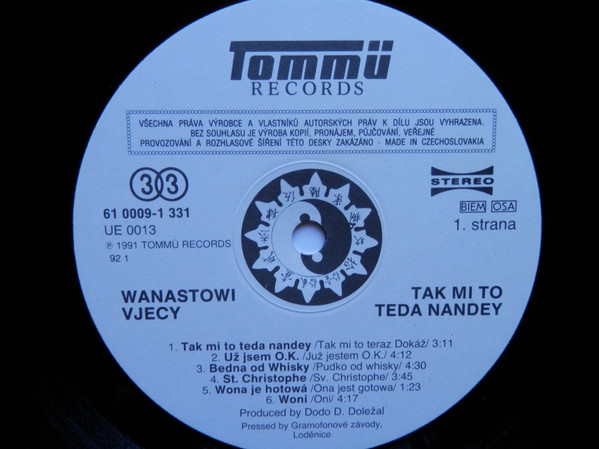 Tommü
RECORDS
VŠECHNA PRÁVA VÝROBCE A VLASTNÍKŮ AUTORSKÝCH PRÁV K DÍLU JSOU VYHRAZENA.
BEZ SOUHLASU JE VÝROBA KOPIÍ, PRONÁJEM, PŮJČOVÁNÍ, VEŘEJNÉ
PROVOZOVÁNÍ A ROZHLASOVÉ ŠÍŘENÍ TÉTO DESKY ZAKÁZÁNO - MADE IN CZECHOSLOVAKIA
33
STEREO
61 0009-1 331
BIEM OSA
UE 0013
1. strana
℗ 1991 TOMMÜ RECORDS
92 1
WANASTOWI
VJECY
TAK MI TO
TEDA NANDEY
1. Tak mi to teda nandey /Tak mi to teraz Dokáž/ 3:11
2. Už jsem O.K. /Już jestem O.K./ 4:12
3. Bedna od Whisky /Pudko od whisky/ 4:30
4. St. Christophe /Sv. Christophe/ 3:45
5. Wona je hotowá /Ona jest gotowa/ 1:23
6. Woni /Oni/ 4:17
Produced by Dodo D. Doležal
Pressed by Gramofonové závody,
Loděnice